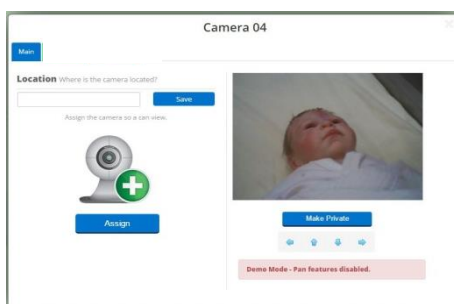 Camera 04
Main
Location Where is the camera located?
Save
Assign the camera so a can view.
Assign
Make Private
Demo Mode - Pan features disabled.